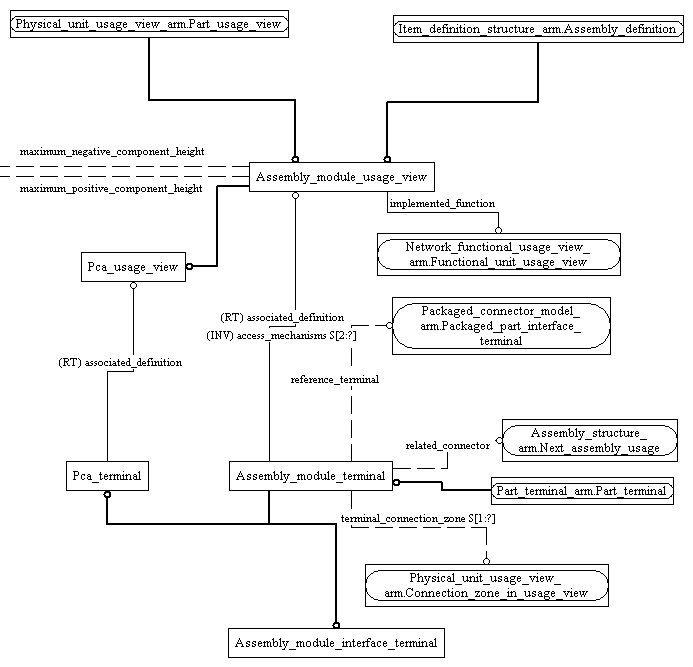 Physical_unit_usage_view_arm.Part_usage_view
Item_definition_structure_arm.Assembly_definition
maximum_negative_component_height
Assembly_module_usage_view
maximum_positive_component_height
implemented_function
Network_functional_usage_view_
arm.Functional_unit_usage_view
Pca_usage_view
Packaged_connector_model_
arm.Packaged_part_interface_
terminal
(RT) associated_definition
(INV) access_mechanisms S[2:?]
(RT) associated_definition
reference_terminal
Assembly_structure_
arm.Next_assembly_usage
related_connector
Pca_terminal
Assembly_module_terminal
Part_terminal_arm.Part_terminal
terminal_connection_zone S[1:?]
Physical_unit_usage_view_
arm.Connection_zone_in_usage_view
Assembly_module_interface_terminal